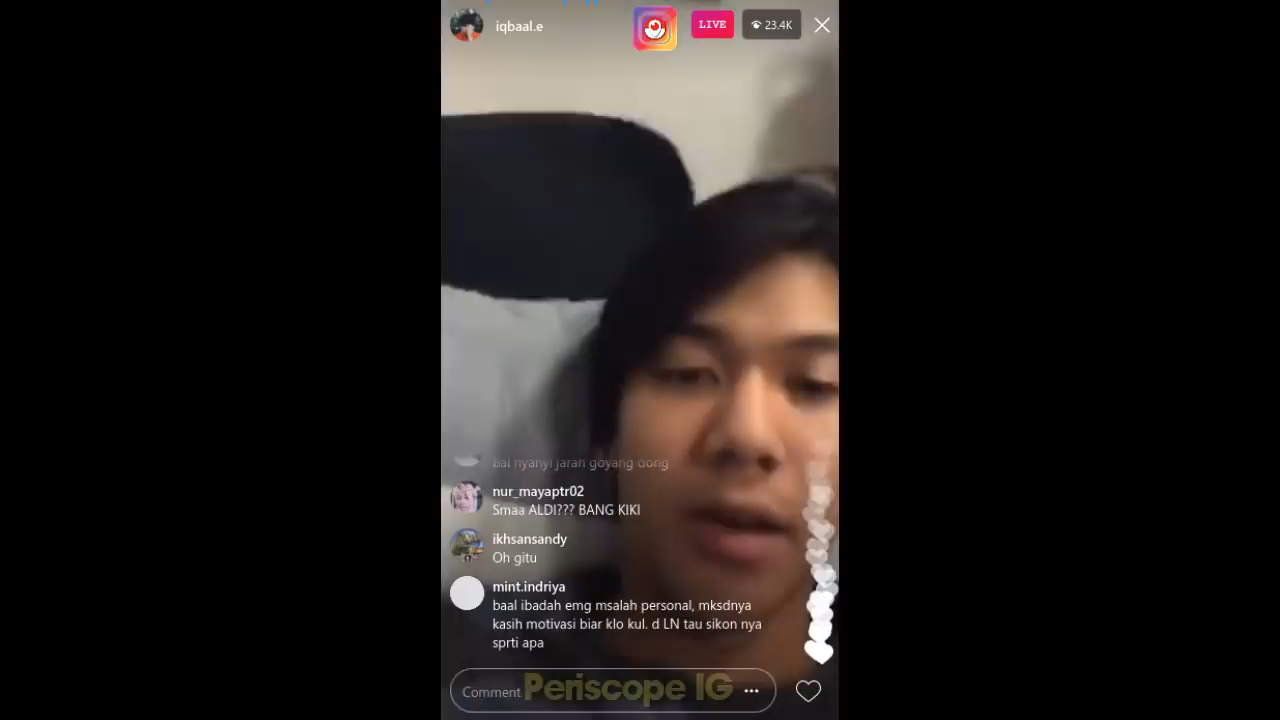 iqbaal.e
LIVE
23.4K
bal nyanyi jaran goyang dong
nur_mayaptr02
Smaa ALDI??? BANG KIKI
ikhsansandy
Oh gitu
mint.indriya
baal ibadah emg msalah personal, mksdnya
kasih motivasi biar klo kul. d LN tau sikon nya
sprti apa
Comment
Periscope IG